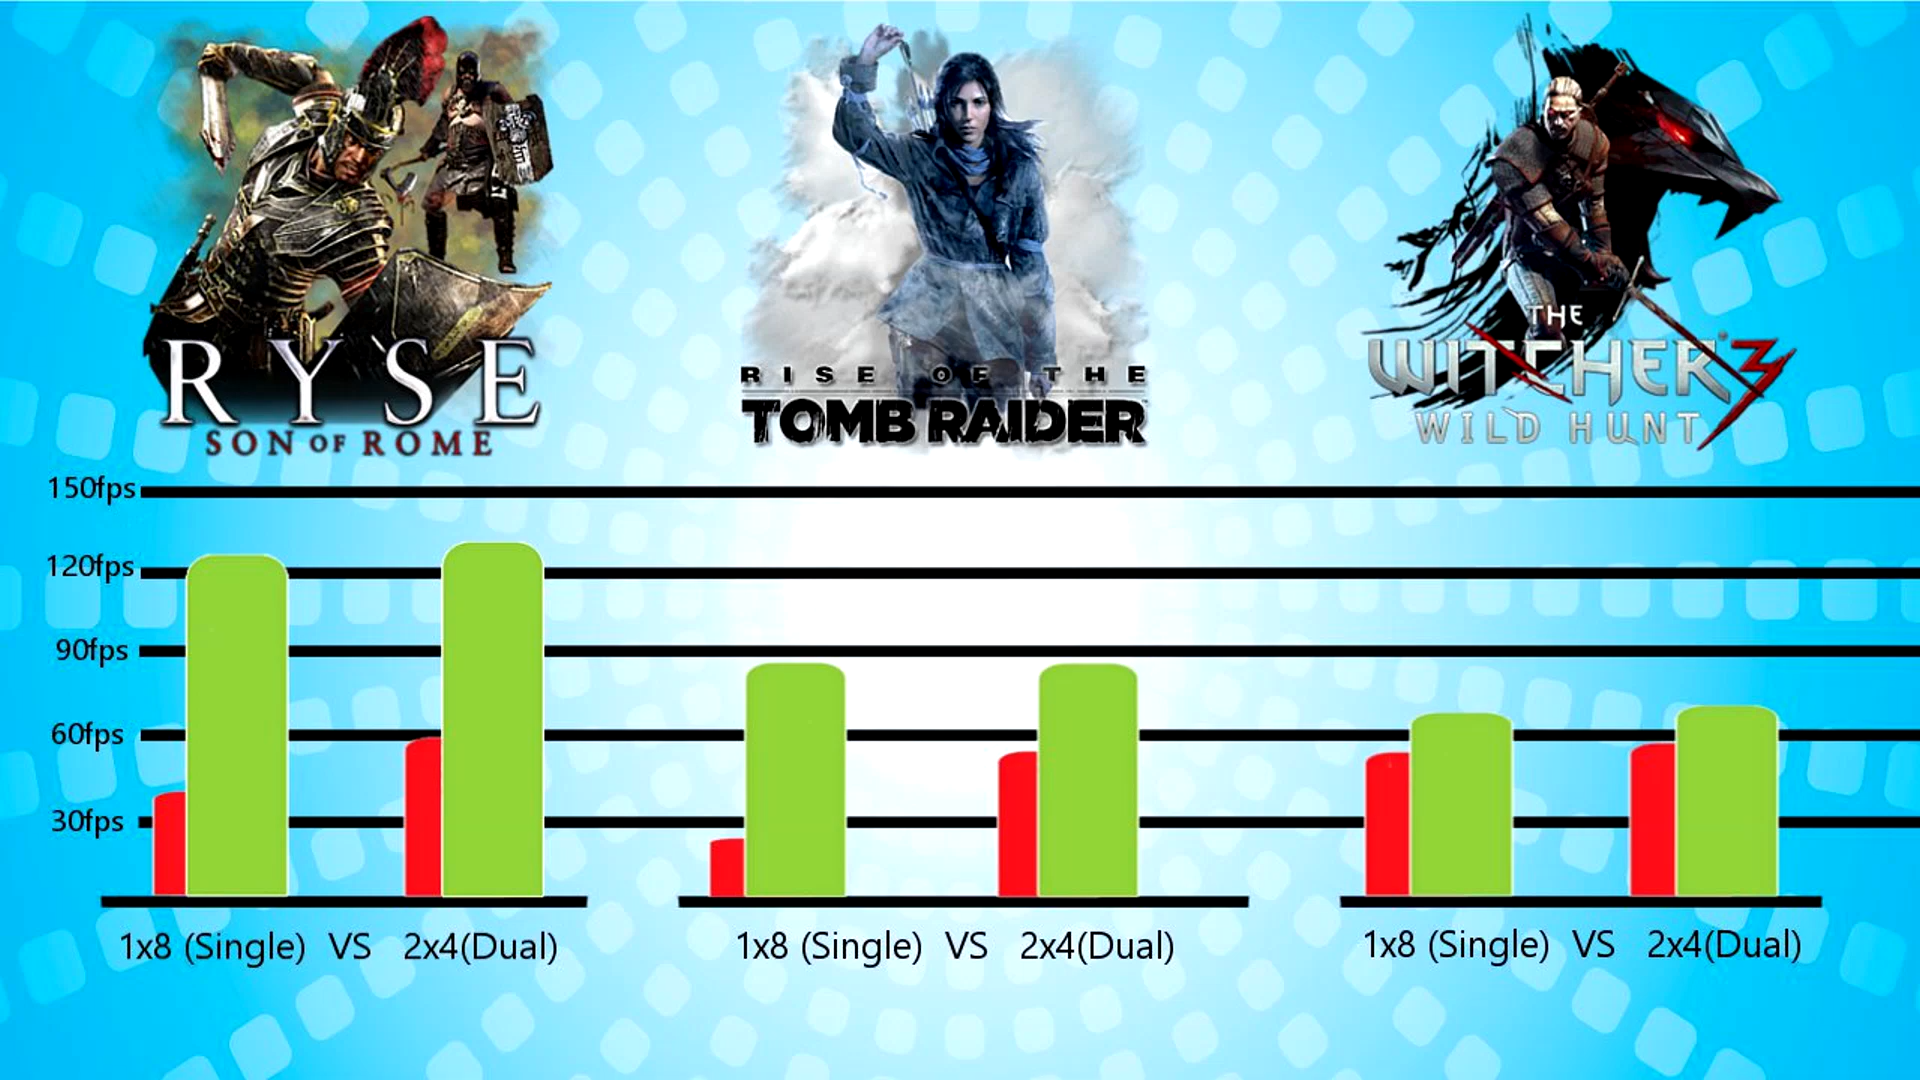 RYSE
SON OF ROME
RISE OF THE
TOMB RAIDER
THE
WITCHER 3
WILD HUNT
150fps
120fps
90fps
60fps
30fps
1x8 (Single) VS 2x4(Dual)
1x8 (Single) VS 2x4(Dual)
1x8 (Single) VS 2x4(Dual)